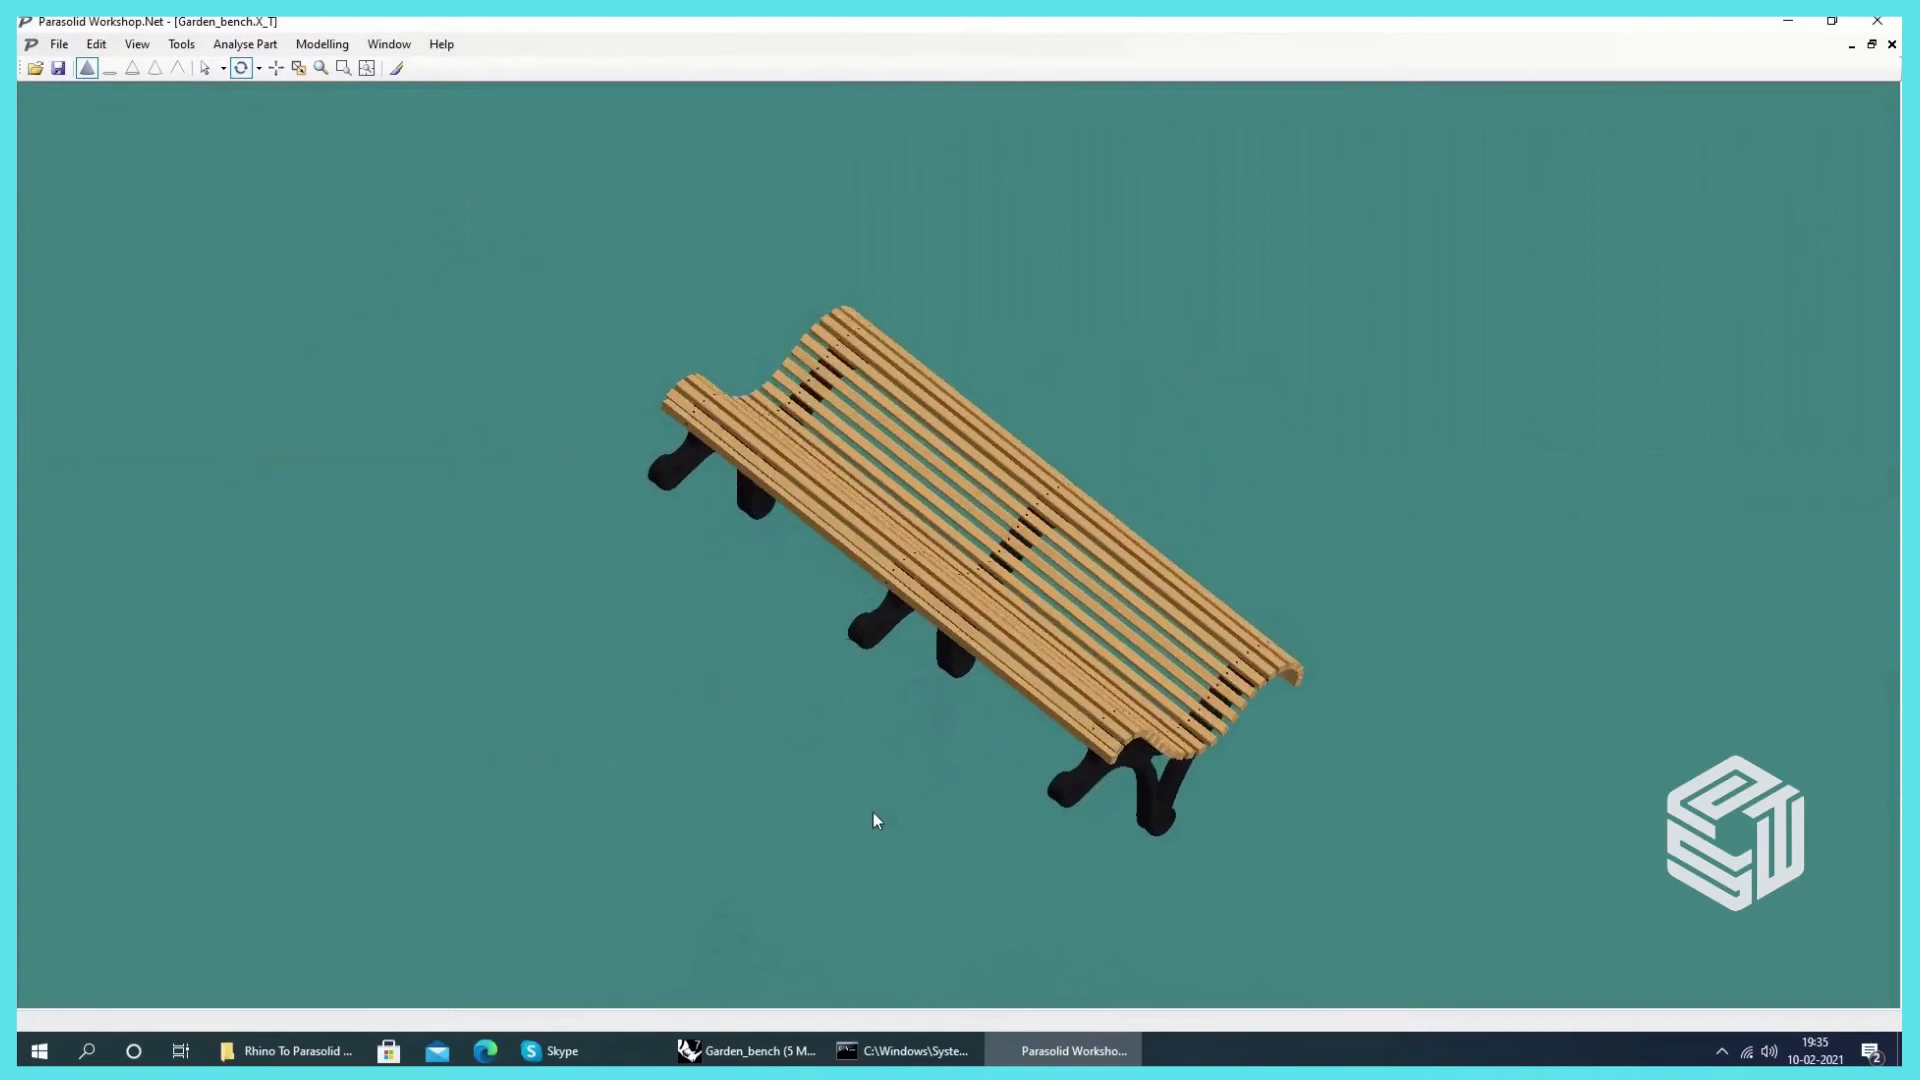 Parasolid Workshop.Net - [Garden_bench.X_T]
File Edit View Tools Analyse Part Modelling Window Help
Rhino To Parasolid ...
Skype
Garden_bench (5 M...
C:\Windows\Syste...
Parasolid Worksho...
19:35
10-02-2021
2